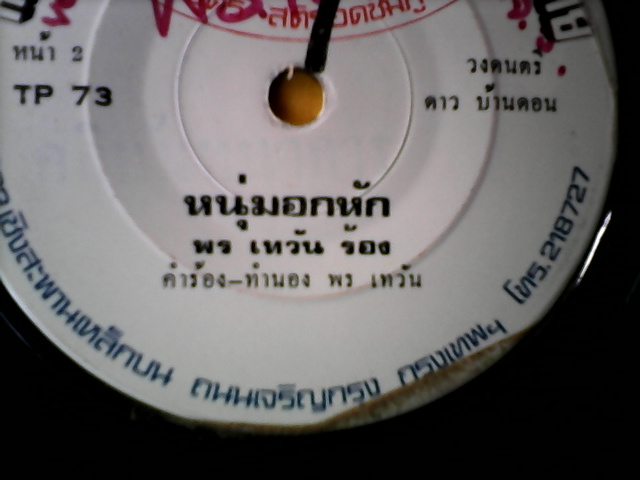 หน้า 2
TP 73
วงดนตรี
ดาว บ้านดอน
หนุ่มอกหัก
พร เทวัน ร้อง
คำร้อง-ทำนอง พร เทวัน
เชิงสะพานเหล็กบน ถนนเจริญกรุง กรุงเทพฯ โทร.218727